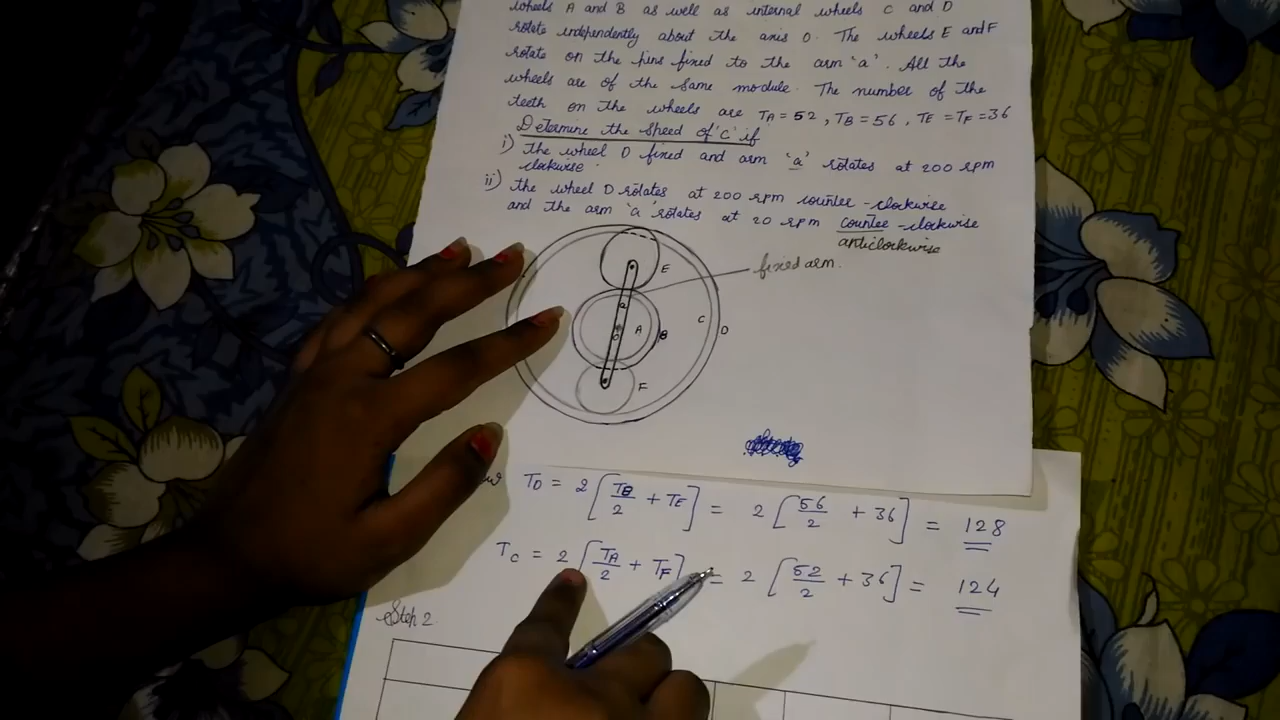 wheels A and B as well as internal wheels C and D
rotate independently about the axis O. The wheels E and F
rotate on the pins fixed to the arm 'a'. All the
wheels are of the same module. The number of the
teeth on the wheels are TA = 52, TB = 56, TE = TF = 36
Determine the speed of 'C' if
i) The wheel D fixed and arm 'a' rotates at 200 rpm
clockwise.
ii) the wheel D rotates at 200 rpm counter-clockwise
and the arm 'a' rotates at 20 rpm counter-clockwise
anticlockwise
E
fixed arm.
a
C
A
B
D
O
F
TD = 2 [TB/2 + TE] = 2 [56/2 + 36] = 128
TC = 2 [TA/2 + TF] = 2 [52/2 + 36] = 124
Step 2